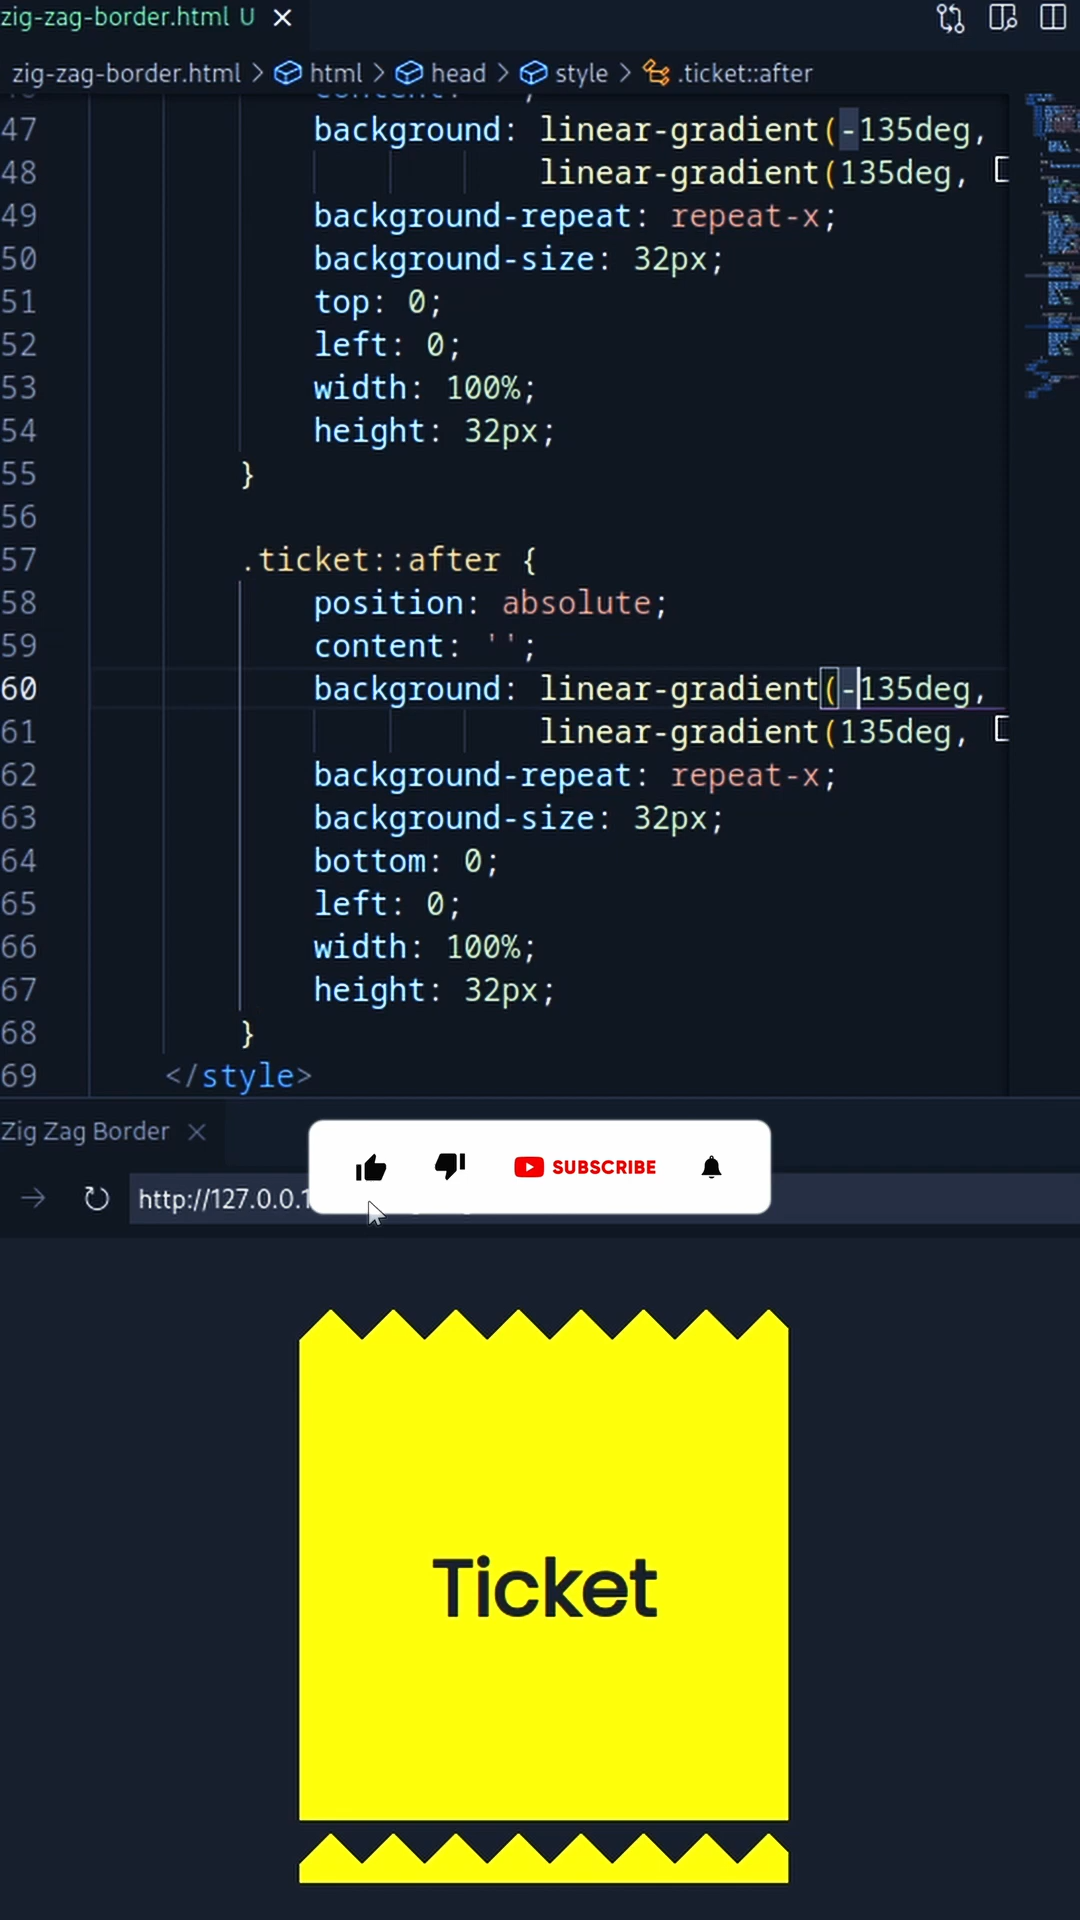 zig-zag-border.html U
zig-zag-border.html > html > head > style > .ticket::after
47 background: linear-gradient(-135deg,
48 linear-gradient(135deg,
49 background-repeat: repeat-x;
50 background-size: 32px;
51 top: 0;
52 left: 0;
53 width: 100%;
54 height: 32px;
55 }
56
57 .ticket::after {
58 position: absolute;
59 content: '';
60 background: linear-gradient(-135deg,
61 linear-gradient(135deg,
62 background-repeat: repeat-x;
63 background-size: 32px;
64 bottom: 0;
65 left: 0;
66 width: 100%;
67 height: 32px;
68 }
69 </style>
Zig Zag Border
SUBSCRIBE
http://127.0.0.1
Ticket